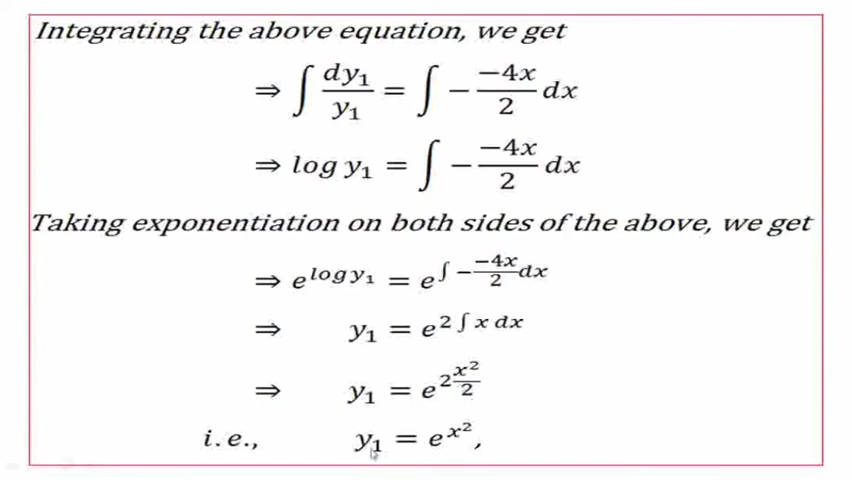 Integrating the above equation, we get
⇒ ∫ dy₁/y₁ = ∫ − −4x/2 dx
⇒ log y₁ = ∫ − −4x/2 dx
Taking exponentiation on both sides of the above, we get
⇒ e^{log y₁} = e^{∫ − −4x/2 dx}
⇒ y₁ = e^{2 ∫ x dx}
⇒ y₁ = e^{2 x²/2}
i.e., y₁ = e^{x²},